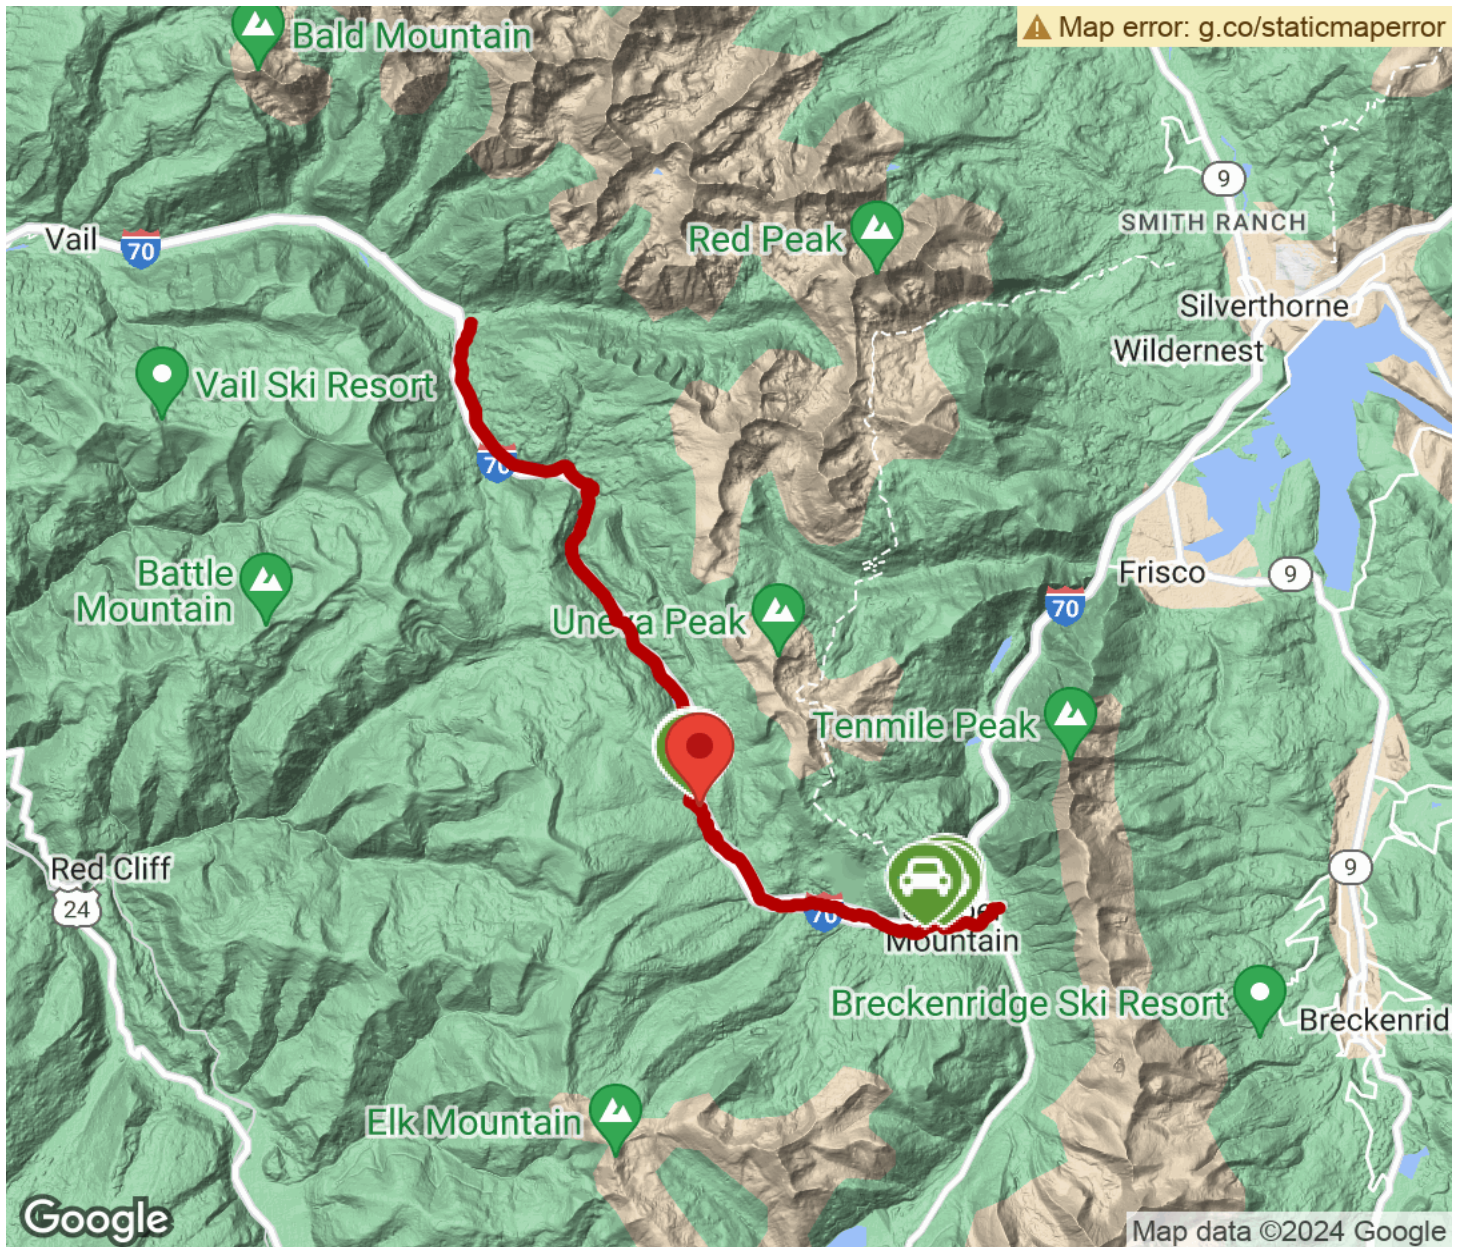 Bald Mountain
Map error: g.co/staticmaperror
9
SMITH RANCH
Vail
70
Red Peak
Silverthorne
Wildernest
Vail Ski Resort
70
Battle
Mountain
Frisco
9
70
Peak
Tenmile Peak
Red Cliff
24
9
70
Mountain
Breckenridge Ski Resort
Breckenrid
Elk Mountain
Google
Map data ©2024 Google